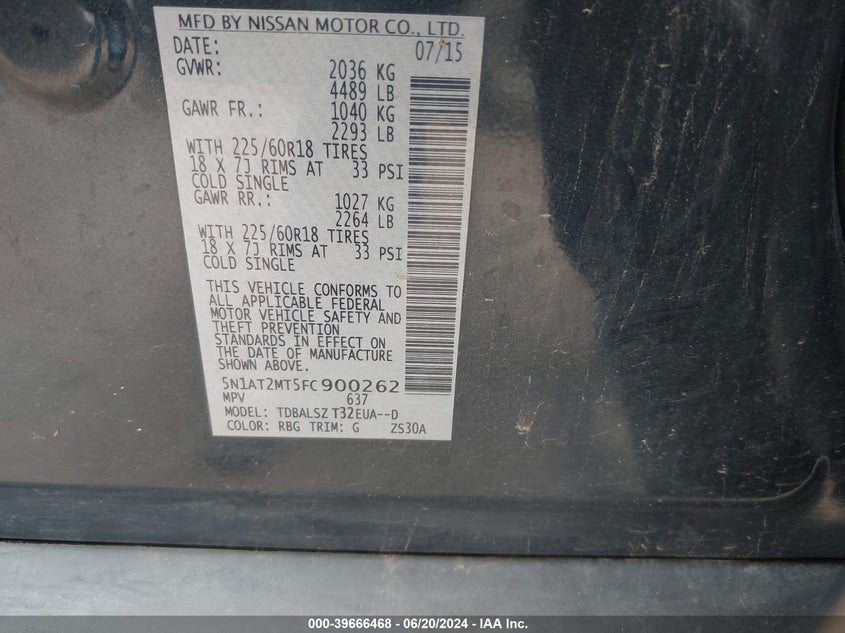 MFD BY NISSAN MOTOR CO., LTD.
DATE: 07/15
GVWR: 2036 KG
4489 LB
GAWR FR.: 1040 KG
2293 LB
WITH 225/60R18 TIRES
18 X 7J RIMS AT 33 PSI
COLD SINGLE
GAWR RR.: 1027 KG
2264 LB
WITH 225/60R18 TIRES
18 X 7J RIMS AT 33 PSI
COLD SINGLE
THIS VEHICLE CONFORMS TO
ALL APPLICABLE FEDERAL
MOTOR VEHICLE SAFETY AND
THEFT PREVENTION
STANDARDS IN EFFECT ON
THE DATE OF MANUFACTURE
SHOWN ABOVE.
5N1AT2MT5FC900262
MPV 637
MODEL: TDBALSZ T32EUA--D
COLOR: RBG TRIM: G ZS30A
000-39666468 - 06/20/2024 - IAA Inc.